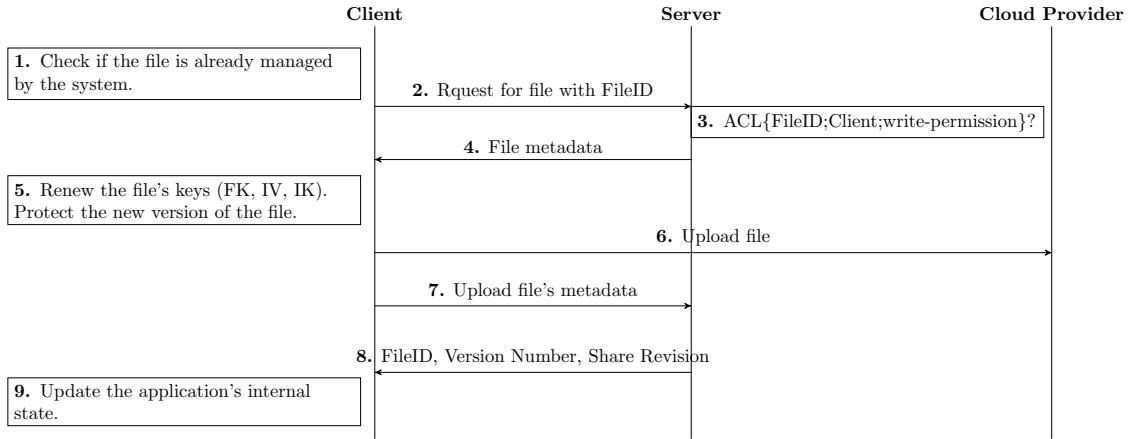 Client Server Cloud Provider
1. Check if the file is already managed
by the system.
2. Rquest for file with FileID
3. ACL{FileID;Client;write-permission}?
4. File metadata
5. Renew the file's keys (FK, IV, IK).
Protect the new version of the file.
6. Upload file
7. Upload file's metadata
8. FileID, Version Number, Share Revision
9. Update the application's internal
state.